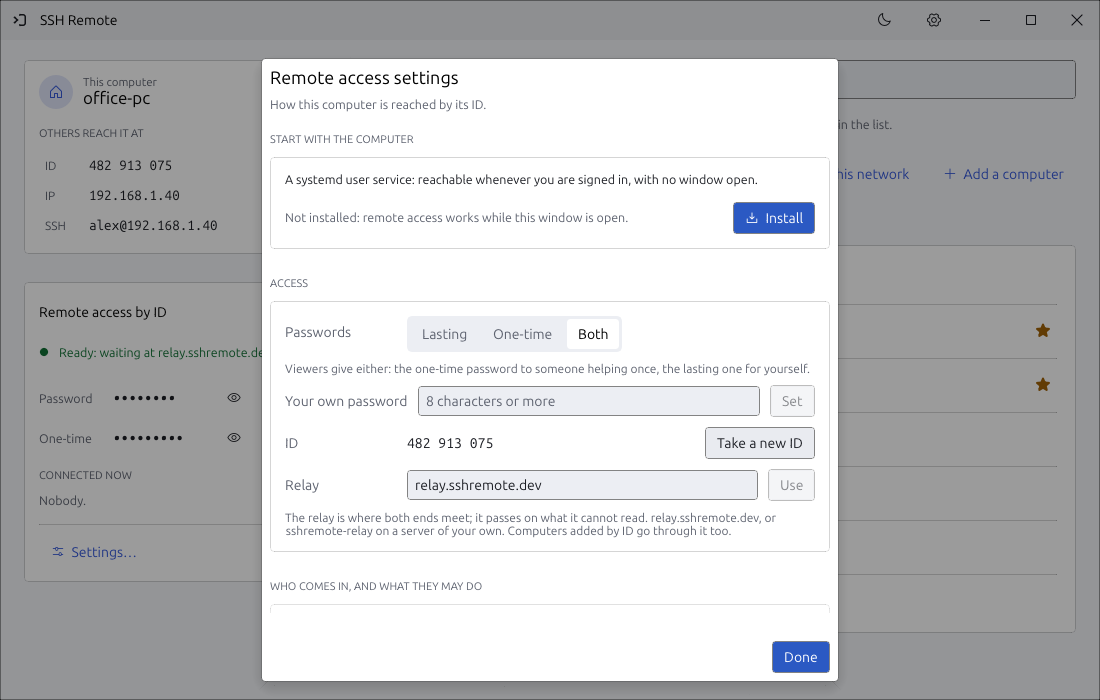 SSH Remote
This computer
office-pc
OTHERS REACH IT AT
ID 482 913 075
IP 192.168.1.40
SSH alex@192.168.1.40
Remote access by ID
Ready: waiting at relay.sshremote.de
Password ••••••••
One-time •••••••••
CONNECTED NOW
Nobody.
Settings…
in the list.
his network
+ Add a computer
Remote access settings
How this computer is reached by its ID.
START WITH THE COMPUTER
A systemd user service: reachable whenever you are signed in, with no window open.
Not installed: remote access works while this window is open.
Install
ACCESS
Passwords Lasting One-time Both
Viewers give either: the one-time password to someone helping once, the lasting one for yourself.
Your own password 8 characters or more Set
ID 482 913 075 Take a new ID
Relay relay.sshremote.dev Use
The relay is where both ends meet; it passes on what it cannot read. relay.sshremote.dev, or
sshremote-relay on a server of your own. Computers added by ID go through it too.
WHO COMES IN, AND WHAT THEY MAY DO
Done